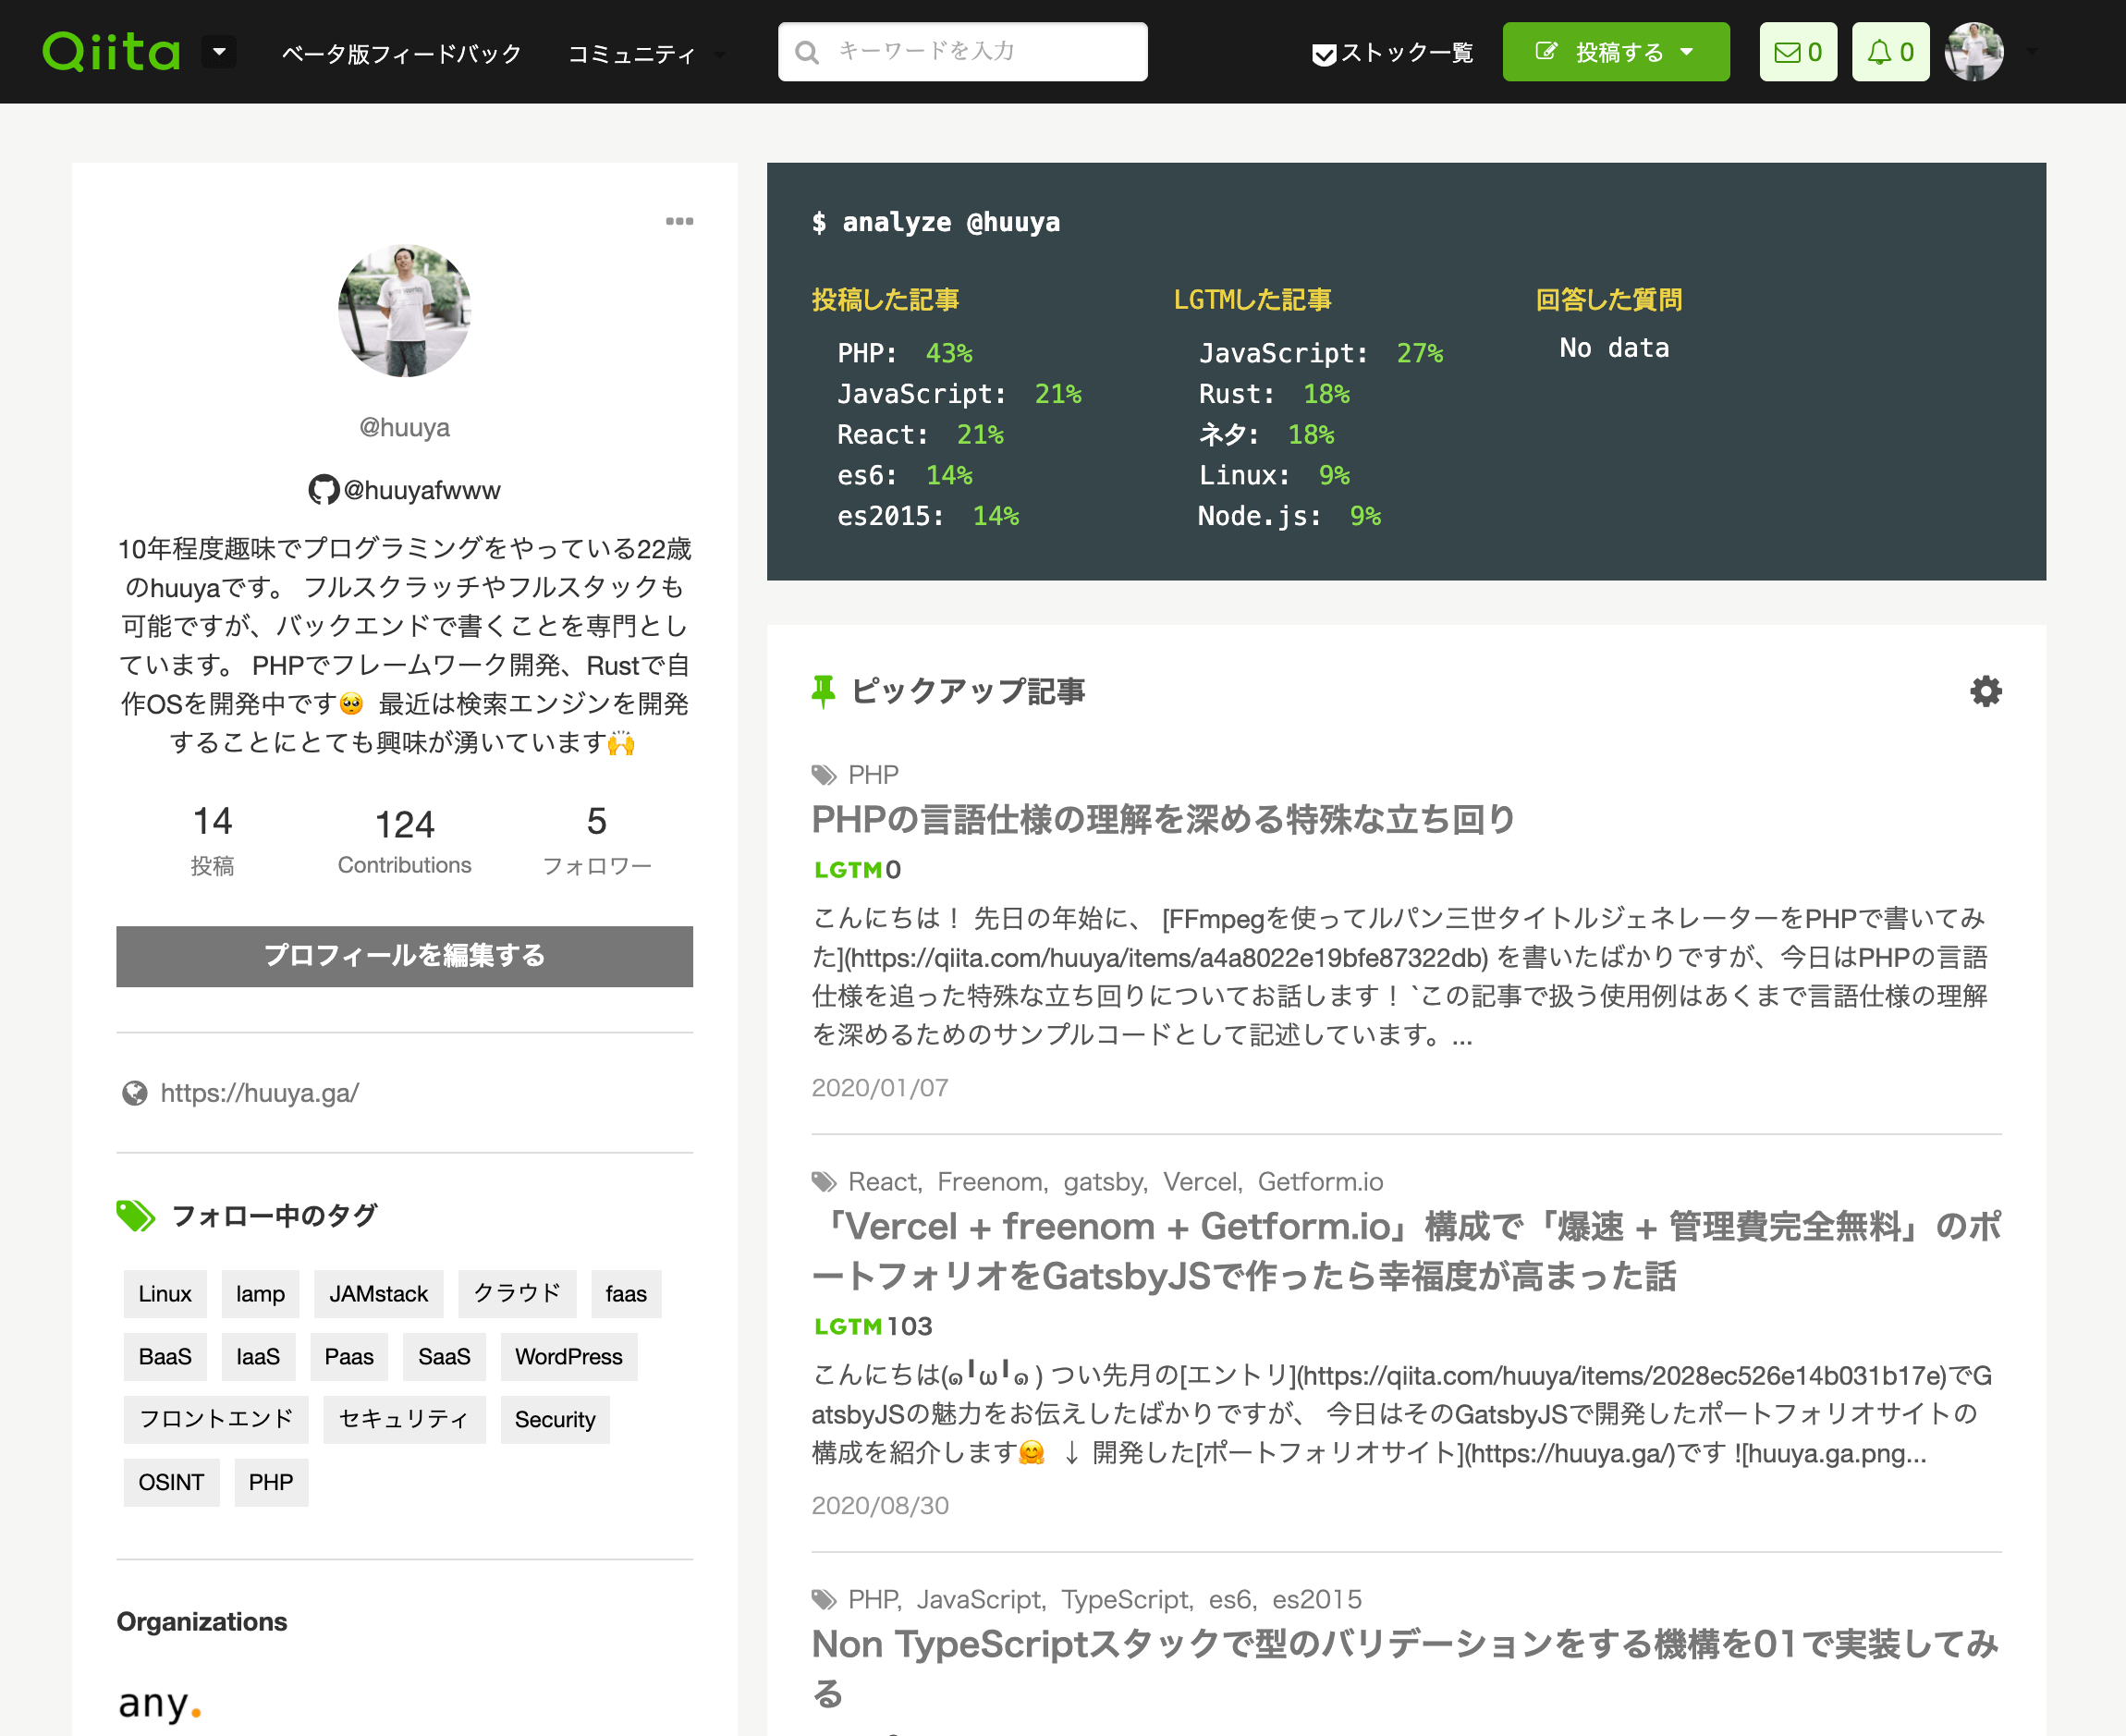 Qiita
ベータ版フィードバック
コミュニティ
キーワードを入力
ストック一覧
投稿する
0
0
@huuya
@huuyafwww
10年程度趣味でプログラミングをやっている22歳
のhuuyaです。 フルスクラッチやフルスタックも
可能ですが、バックエンドで書くことを専門とし
ています。 PHPでフレームワーク開発、Rustで自
作OSを開発中です🥺 最近は検索エンジンを開発
することにとても興味が湧いています🙌
14
投稿
124
Contributions
5
フォロワー
プロフィールを編集する
https://huuya.ga/
フォロー中のタグ
Linux lamp JAMstack クラウド faas
BaaS IaaS Paas SaaS WordPress
フロントエンド セキュリティ Security
OSINT PHP
Organizations
any.
$ analyze @huuya
投稿した記事
PHP: 43%
JavaScript: 21%
React: 21%
es6: 14%
es2015: 14%
LGTMした記事
JavaScript: 27%
Rust: 18%
ネタ: 18%
Linux: 9%
Node.js: 9%
回答した質問
No data
ピックアップ記事
PHP
PHPの言語仕様の理解を深める特殊な立ち回り
LGTM 0
こんにちは！ 先日の年始に、 [FFmpegを使ってルパン三世タイトルジェネレーターをPHPで書いてみ
た](https://qiita.com/huuya/items/a4a8022e19bfe87322db) を書いたばかりですが、今日はPHPの言語
仕様を追った特殊な立ち回りについてお話します！ `この記事で扱う使用例はあくまで言語仕様の理解
を深めるためのサンプルコードとして記述しています。...
2020/01/07
React, Freenom, gatsby, Vercel, Getform.io
「Vercel + freenom + Getform.io」構成で「爆速 + 管理費完全無料」のポ
ートフォリオをGatsbyJSで作ったら幸福度が高まった話
LGTM 103
こんにちは(๑╹ω╹๑ ) つい先月の[エントリ](https://qiita.com/huuya/items/2028ec526e14b031b17e)でG
atsbyJSの魅力をお伝えしたばかりですが、 今日はそのGatsbyJSで開発したポートフォリオサイトの
構成を紹介します🤗 ↓ 開発した[ポートフォリオサイト](https://huuya.ga/)です ![huuya.ga.png...
2020/08/30
PHP, JavaScript, TypeScript, es6, es2015
Non TypeScriptスタックで型のバリデーションをする機構を01で実装してみ
る